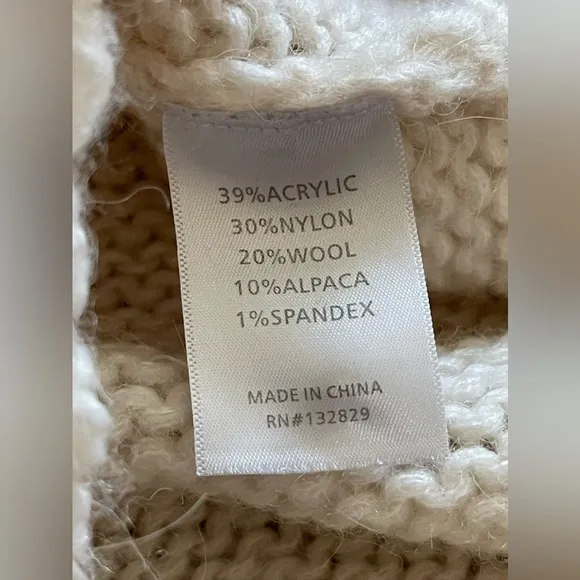 39%ACRYLIC
30%NYLON
20%WOOL
10%ALPACA
1%SPANDEX
MADE IN CHINA
RN#132829